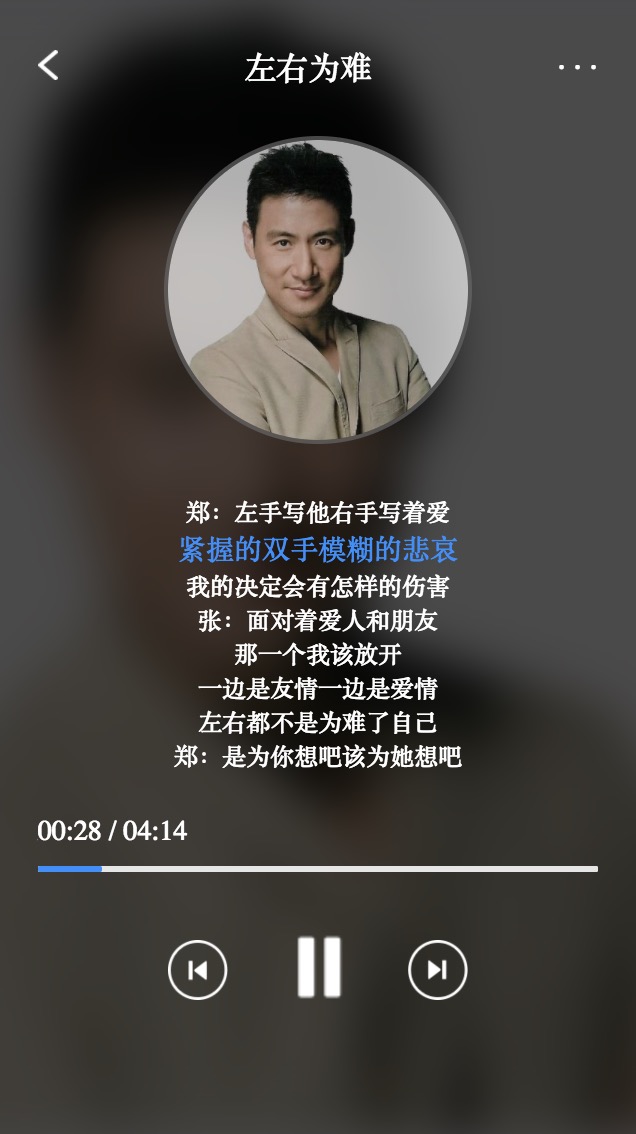 左右为难
郑：左手写他右手写着爱
紧握的双手模糊的悲哀
我的决定会有怎样的伤害
张：面对着爱人和朋友
那一个我该放开
一边是友情一边是爱情
左右都不是为难了自己
郑：是为你想吧该为她想吧
00:28 / 04:14